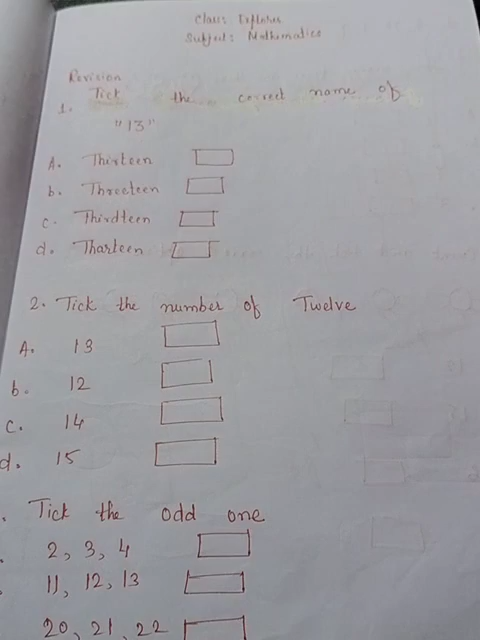 Class: Explorer
Subject: Mathematics
Revision
1. Tick the correct name of
"13"
A. Thirteen
b. Threeteen
c. Thirdteen
d. Tharteen
2. Tick the number of Twelve
A. 13
b. 12
c. 14
d. 15
. Tick the odd one
2, 3, 4
11, 12, 13
20, 21, 22